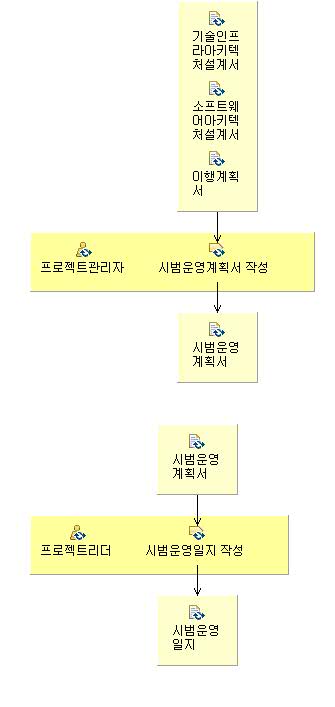 기술인프
라아키텍
처설계서
소프트웨
어아키텍
처설계서
이행계획
서
프로젝트관리자 시범운영계획서 작성
시범운영
계획서
시범운영
계획서
프로젝트리더 시범운영일지 작성
시범운영
일지